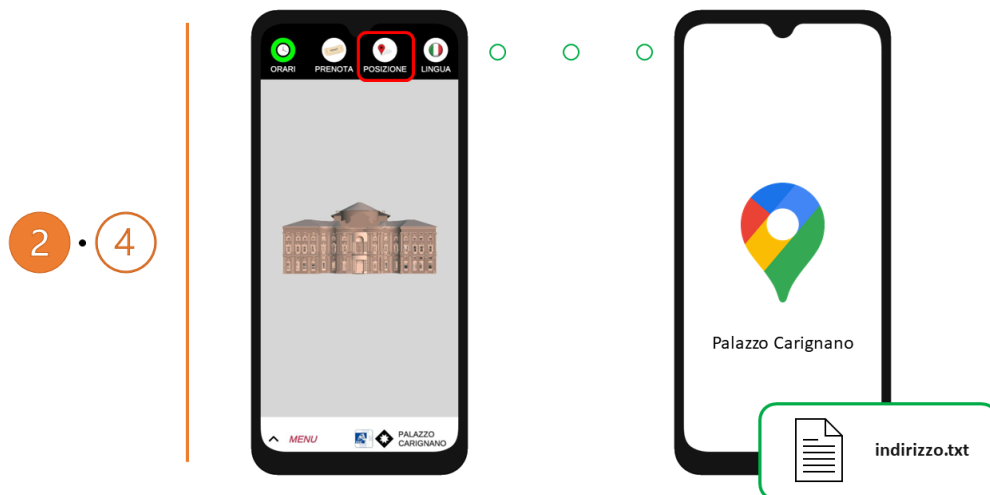 2 · 4
ORARI PRENOTA POSIZIONE LINGUA
MENU
PALAZZO
CARIGNANO
Palazzo Carignano
indirizzo.txt